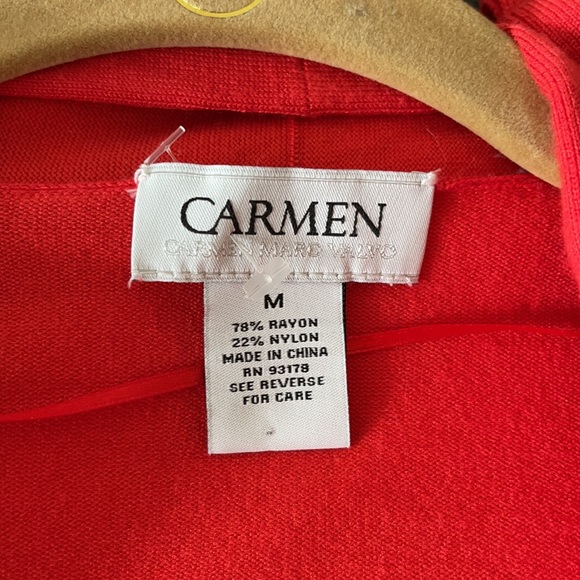 CARMEN
CARMEN MARC VALVO
M
78% RAYON
22% NYLON
MADE IN CHINA
RN 93178
SEE REVERSE
FOR CARE